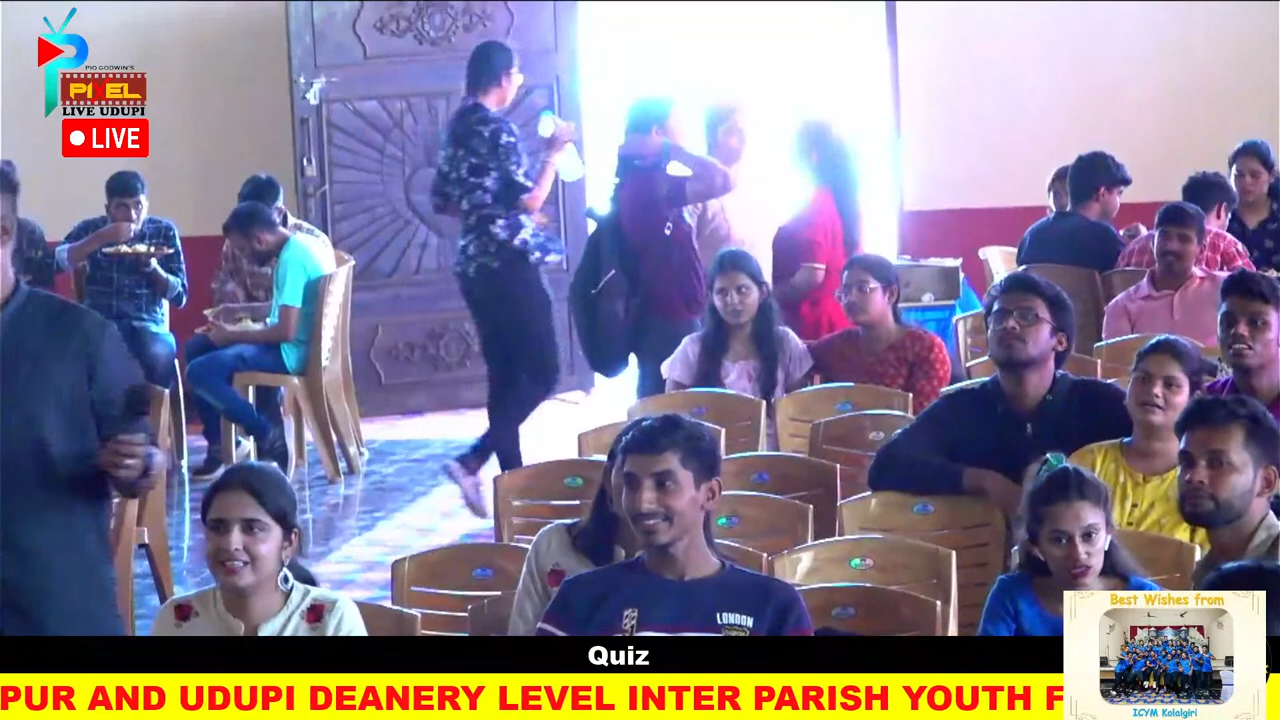 PIO GODWIN'S
PIXEL
LIVE UDUPI
LIVE
LONDON
Quiz
PUR AND UDUPI DEANERY LEVEL INTER PARISH YOUTH F
Best Wishes from
ICYM Kolalgiri